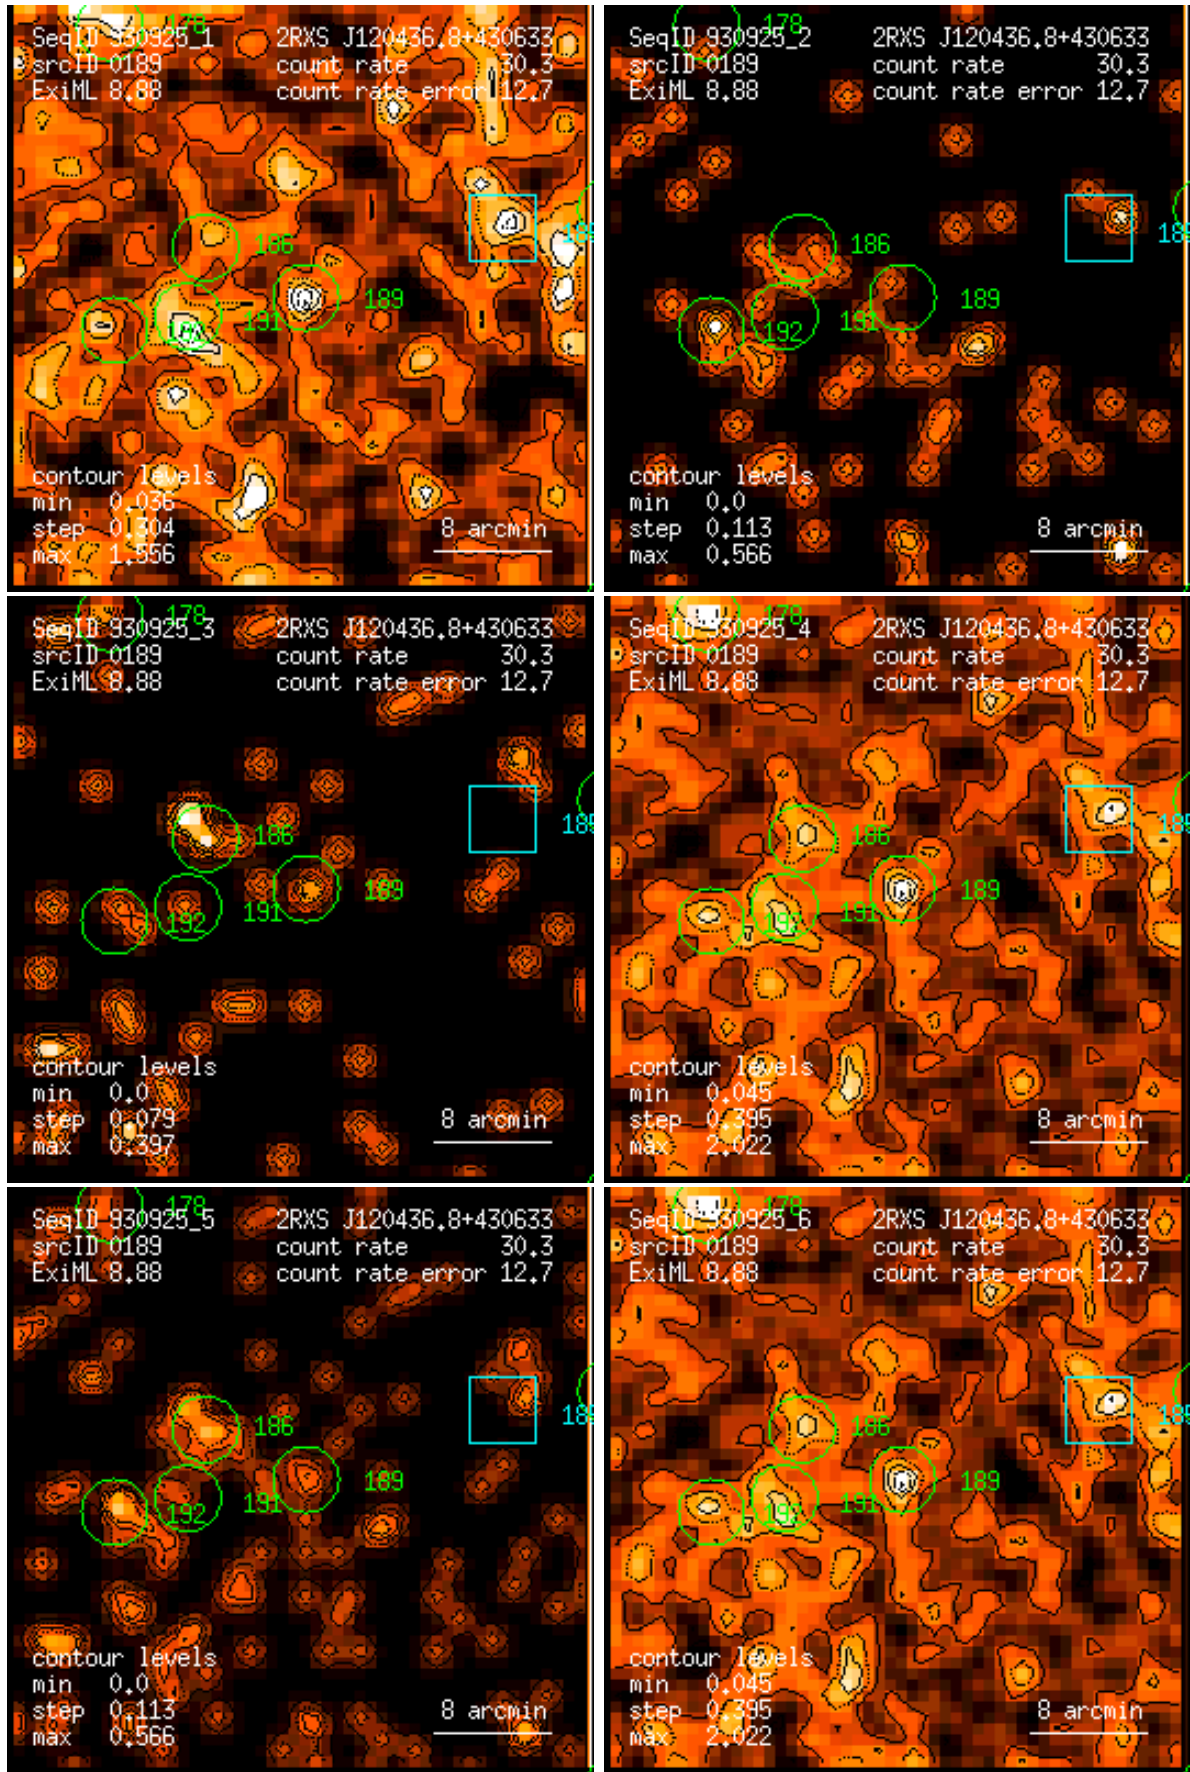 178
SeqID 930925_1 2RXS J120436.8+430633
srcID 0189 count rate 30.3
ExiML 8.88 count rate error 12.7
186
189
191
192
contour levels
min 0.036
step 0.304
max 1.556
8 arcmin
178
SeqID 930925_2 2RXS J120436.8+430633
srcID 0189 count rate 30.3
ExiML 8.88 count rate error 12.7
186
189
191
192
contour levels
min 0.0
step 0.113
max 0.566
8 arcmin
178
SeqID 930925_3 2RXS J120436.8+430633
srcID 0189 count rate 30.3
ExiML 8.88 count rate error 12.7
186
189
191
192
contour levels
min 0.0
step 0.079
max 0.397
8 arcmin
178
SeqID 930925_4 2RXS J120436.8+430633
srcID 0189 count rate 30.3
ExiML 8.88 count rate error 12.7
186
189
191
192
contour levels
min 0.045
step 0.395
max 2.022
8 arcmin
178
SeqID 930925_5 2RXS J120436.8+430633
srcID 0189 count rate 30.3
ExiML 8.88 count rate error 12.7
186
189
191
192
contour levels
min 0.0
step 0.113
max 0.566
8 arcmin
178
SeqID 930925_6 2RXS J120436.8+430633
srcID 0189 count rate 30.3
ExiML 8.88 count rate error 12.7
186
189
191
192
contour levels
min 0.045
step 0.395
max 2.022
8 arcmin